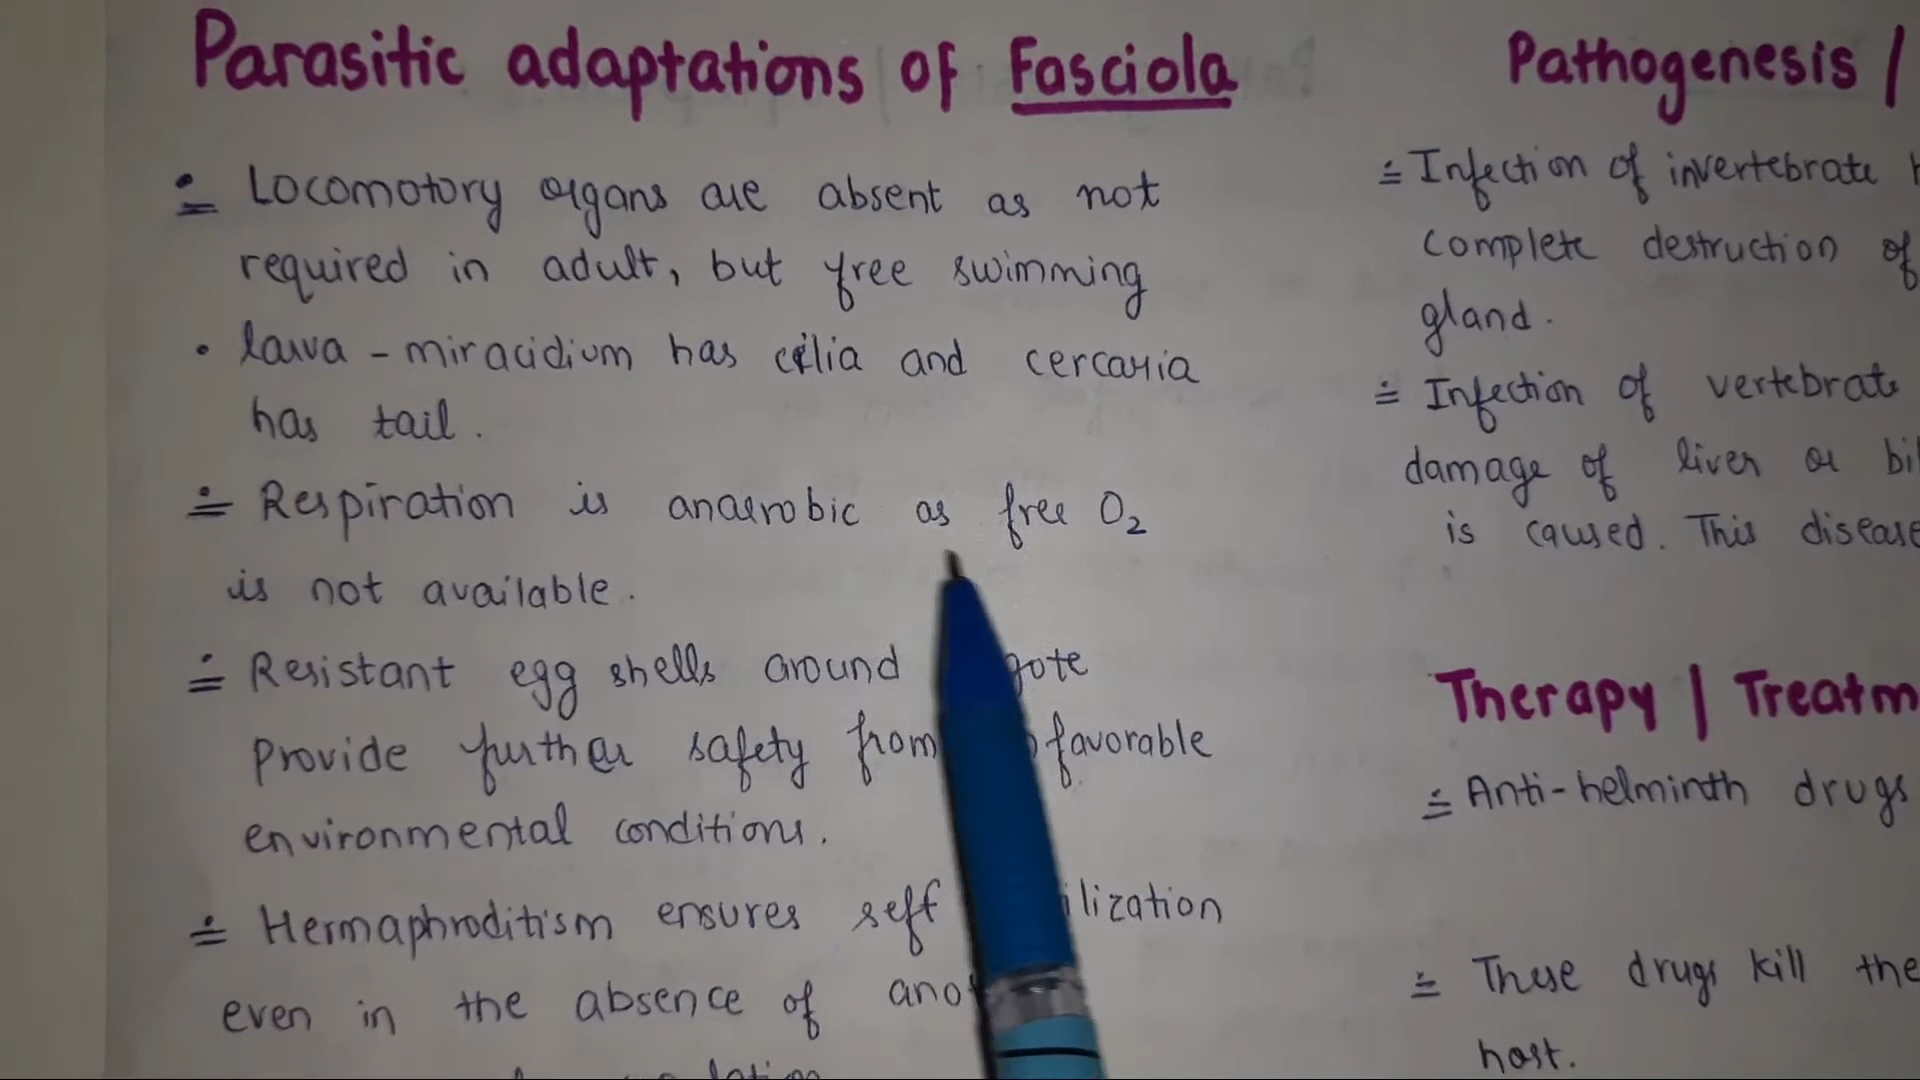 Parasitic adaptations of Fasciola
Locomotory organs are absent as not
required in adult, but free swimming
• larva - miracidium has cilia and cercaria
has tail.
Respiration is anaerobic as free O₂
is not available.
Resistant egg shells around
Provide further safety from favorable
environmental conditions.
Hermaphroditism ensures self
even in the absence of
Pathogenesis /
Infection of invertebrate
complete destruction of
gland.
Infection of vertebrate
damage of liver or
is caused. This disease
Therapy / 
Anti-helminth drugs
These drugs kill the
host.